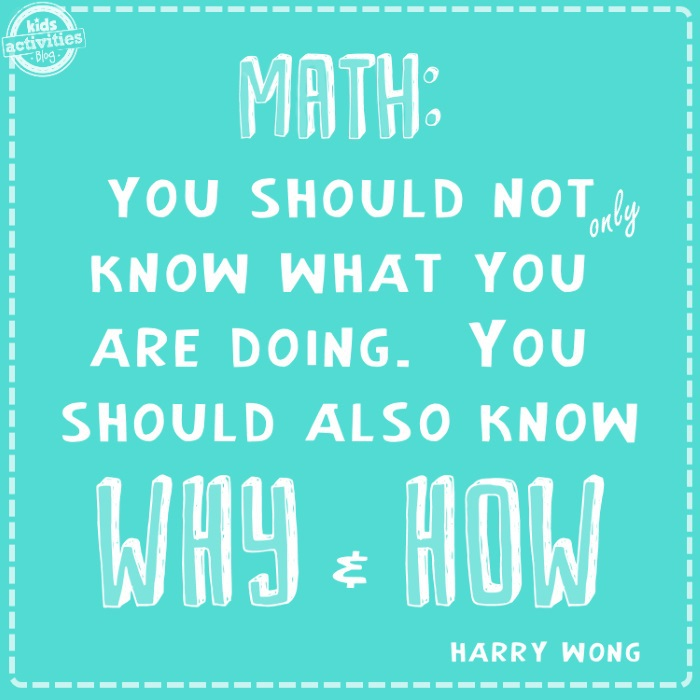 kids
activities
Blog
MATH:
YOU SHOULD NOT only
KNOW WHAT YOU
ARE DOING. YOU
SHOULD ALSO KNOW
WHY & HOW
HARRY WONG